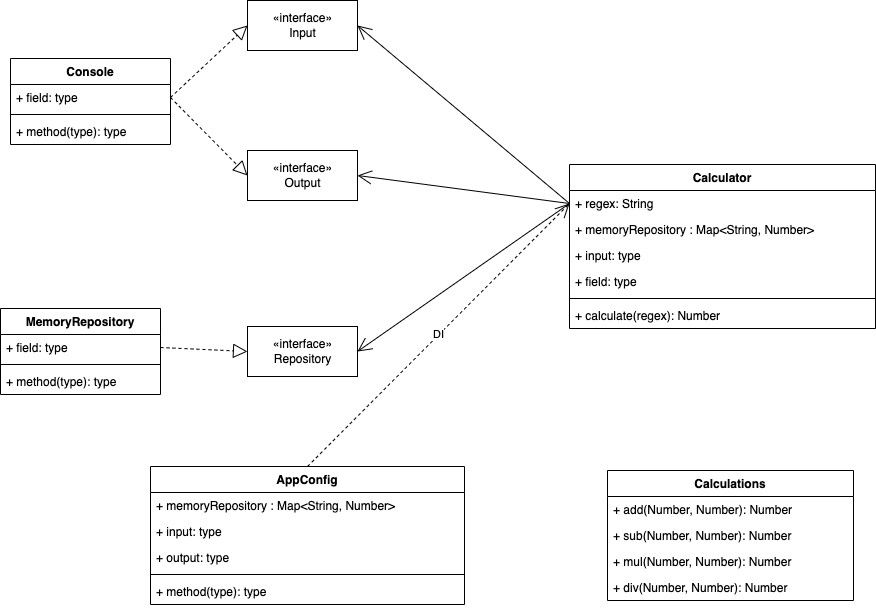 «interface»
Input
Console
+ field: type
+ method(type): type
«interface»
Output
Calculator
+ regex: String
+ memoryRepository : Map<String, Number>
+ input: type
+ field: type
+ calculate(regex): Number
MemoryRepository
+ field: type
+ method(type): type
«interface»
Repository
DI
AppConfig
+ memoryRepository : Map<String, Number>
+ input: type
+ output: type
+ method(type): type
Calculations
+ add(Number, Number): Number
+ sub(Number, Number): Number
+ mul(Number, Number): Number
+ div(Number, Number): Number